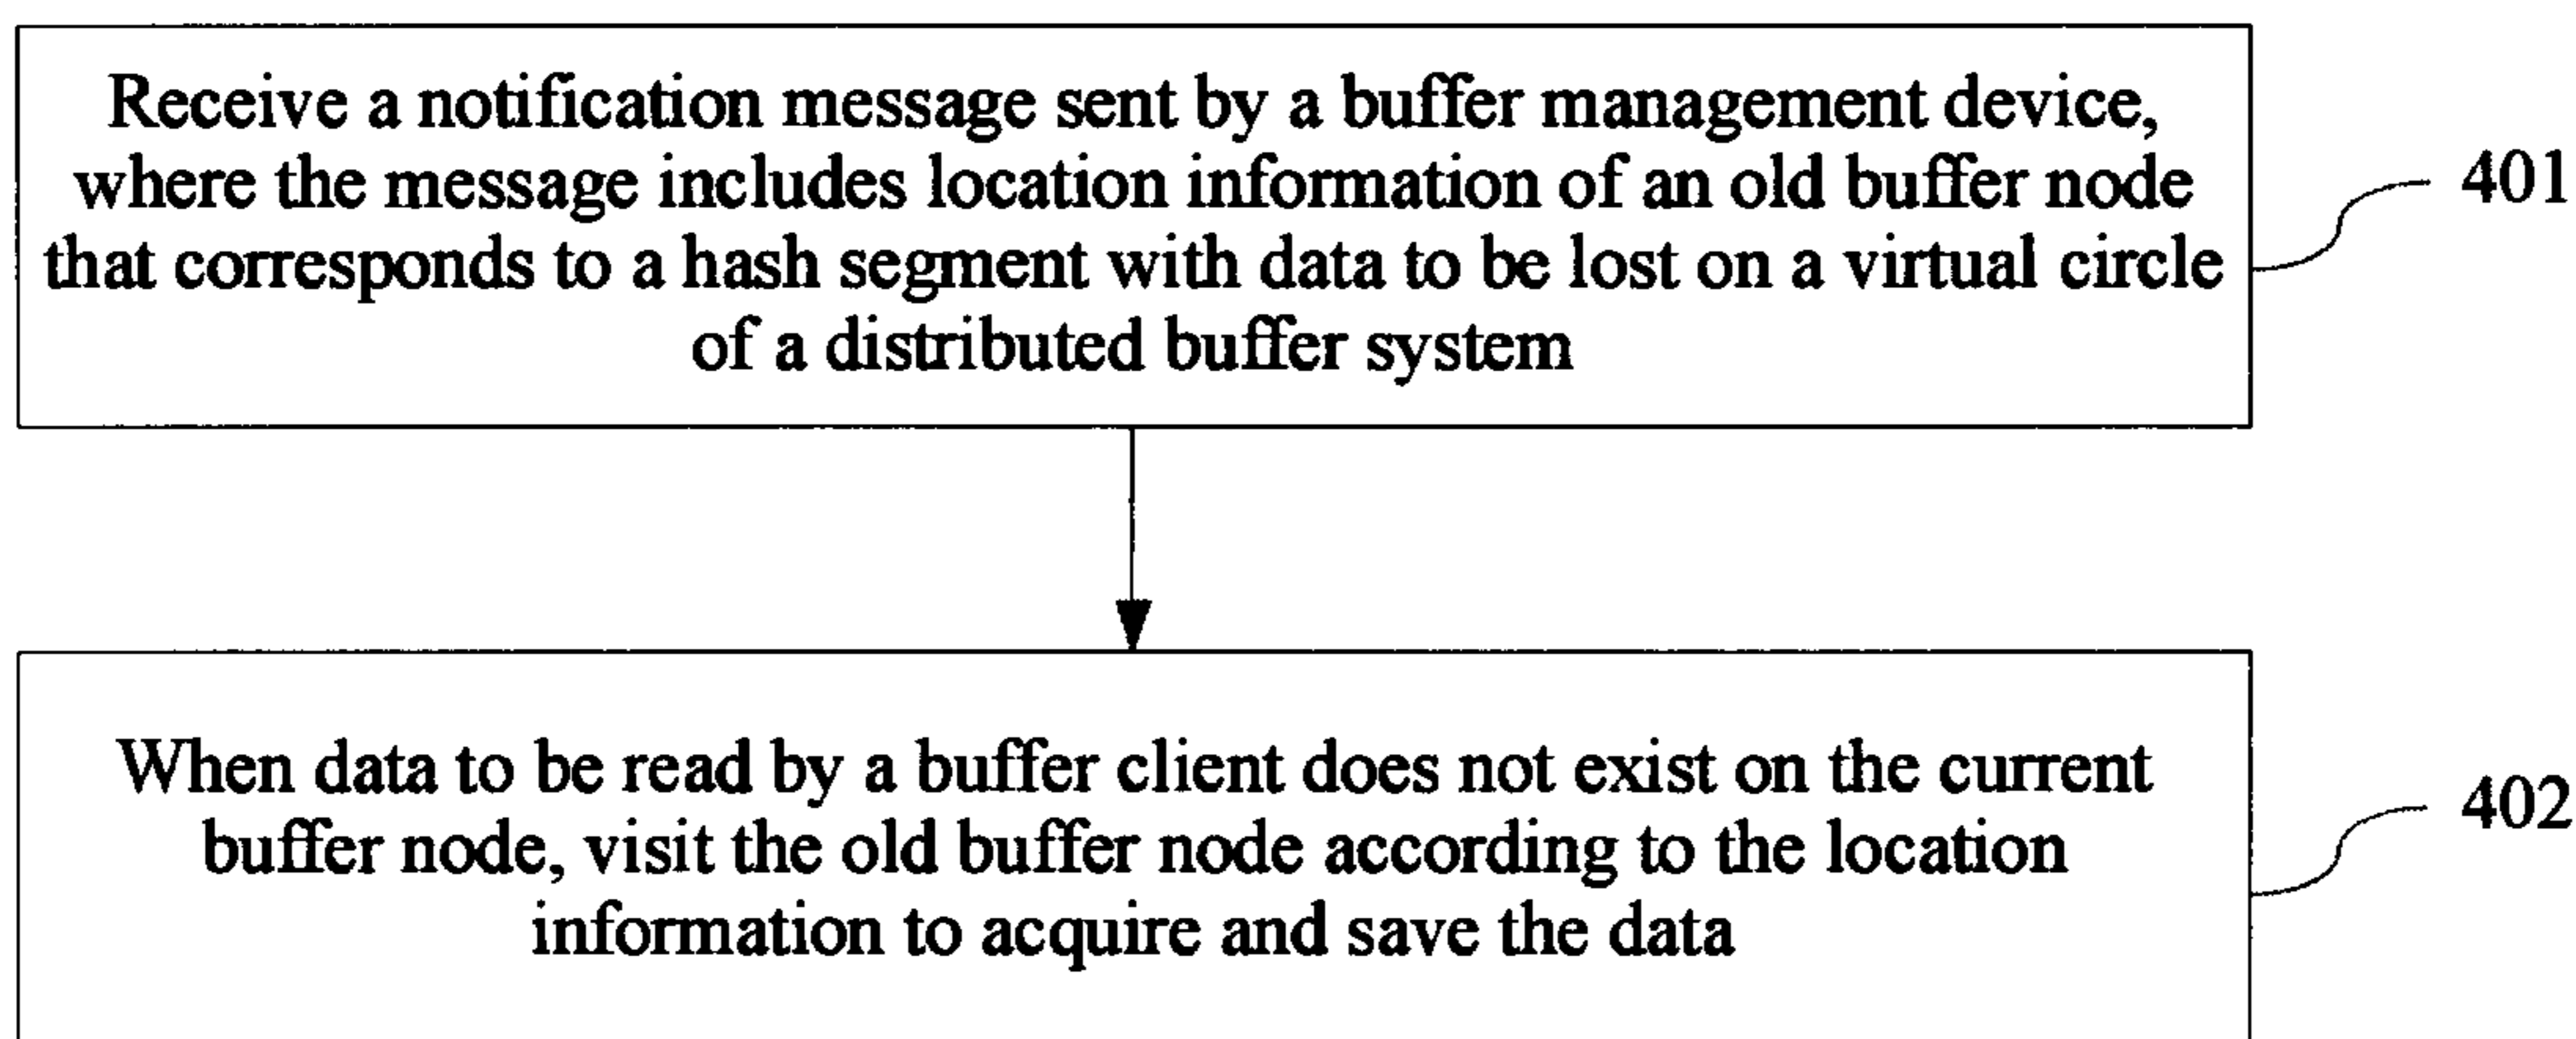 Receive a notification message sent by a buffer management device,
where the message includes location information of an old buffer node
that corresponds to a hash segment with data to be lost on a virtual circle
of a distributed buffer system
401
When data to be read by a buffer client does not exist on the current
buffer node, visit the old buffer node according to the location
information to acquire and save the data
402